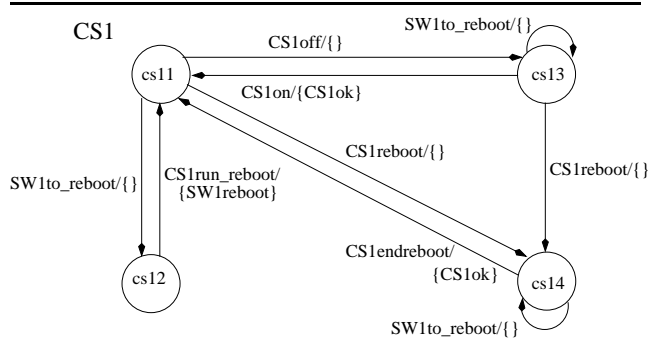 CS1
SW1to_reboot/{}
CS1off/{}
cs11
cs13
CS1on/{CS1ok}
CS1reboot/{}
CS1reboot/{}
SW1to_reboot/{}
CS1run_reboot/
{SW1reboot}
CS1endreboot/
{CS1ok}
cs12
cs14
SW1to_reboot/{}